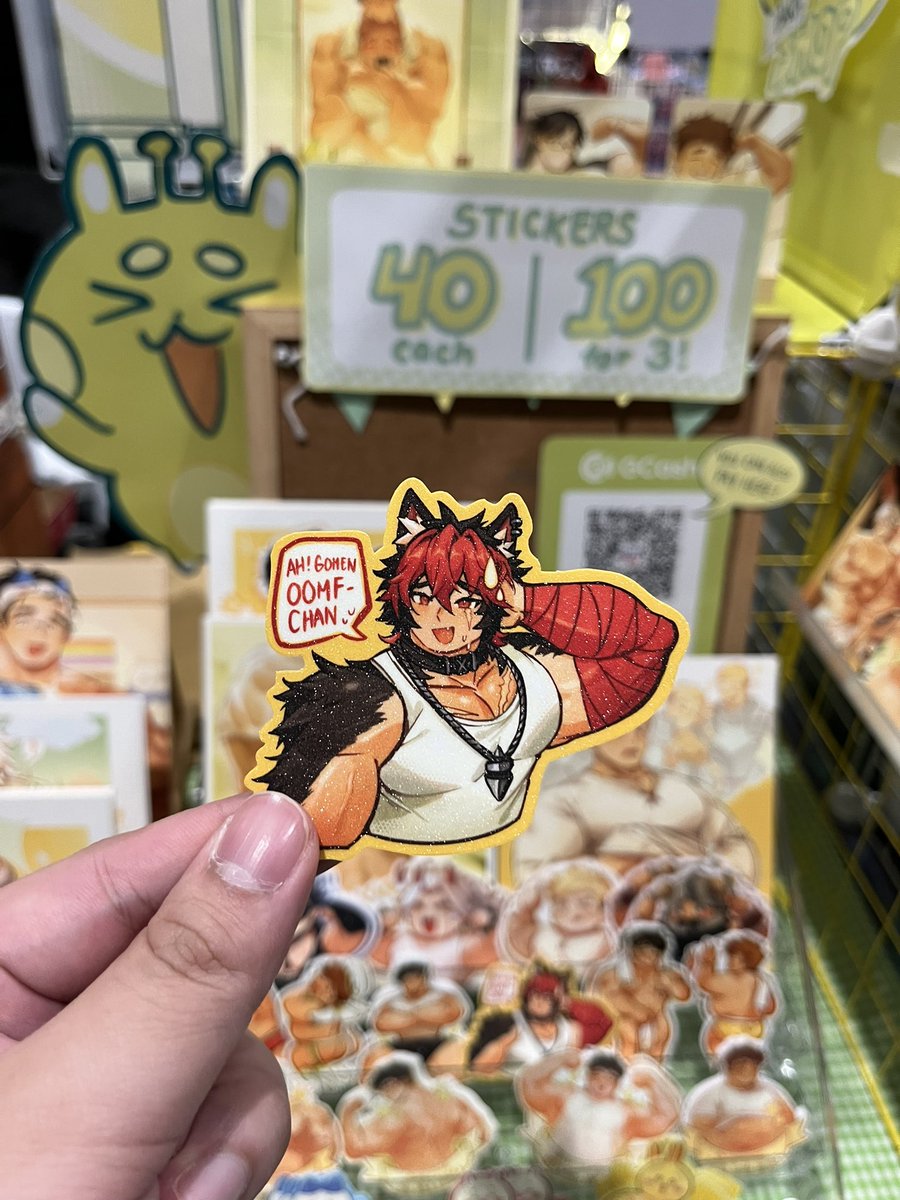 STICKERS
40 | 100
each for 3!
GCash
AH! GOMEN
OOMF-
CHAN